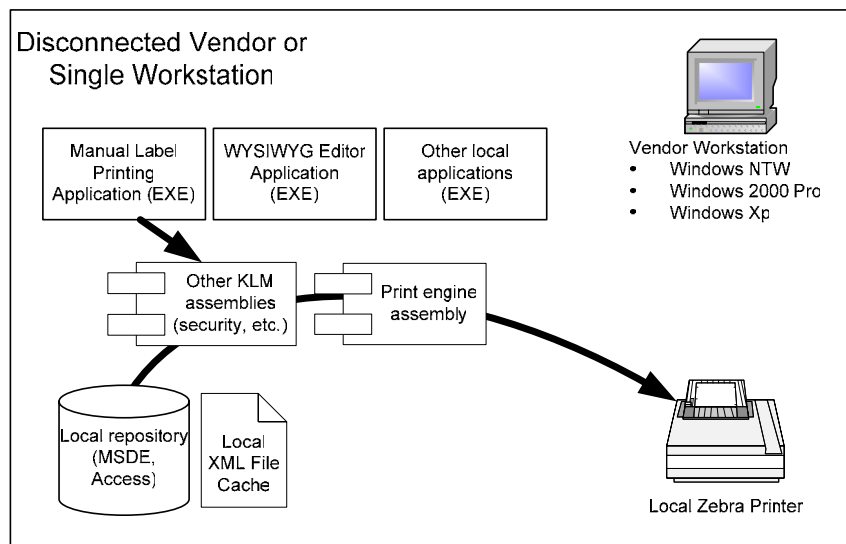 Disconnected Vendor or
Single Workstation
Manual Label
Printing
Application (EXE)
WYSIWYG Editor
Application
(EXE)
Other local
applications
(EXE)
Vendor Workstation
• Windows NTW
• Windows 2000 Pro
• Windows Xp
Other KLM
assemblies
(security, etc.)
Print engine
assembly
Local repository
(MSDE,
Access)
Local
XML File
Cache
Local Zebra Printer